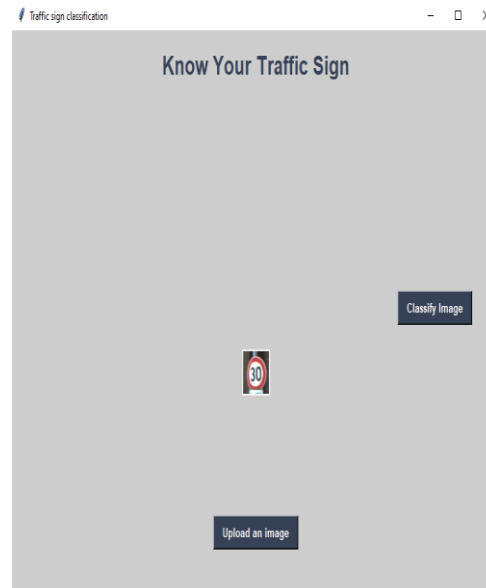 Traffic sign classification
Know Your Traffic Sign
Classify Image
30
Upload an image